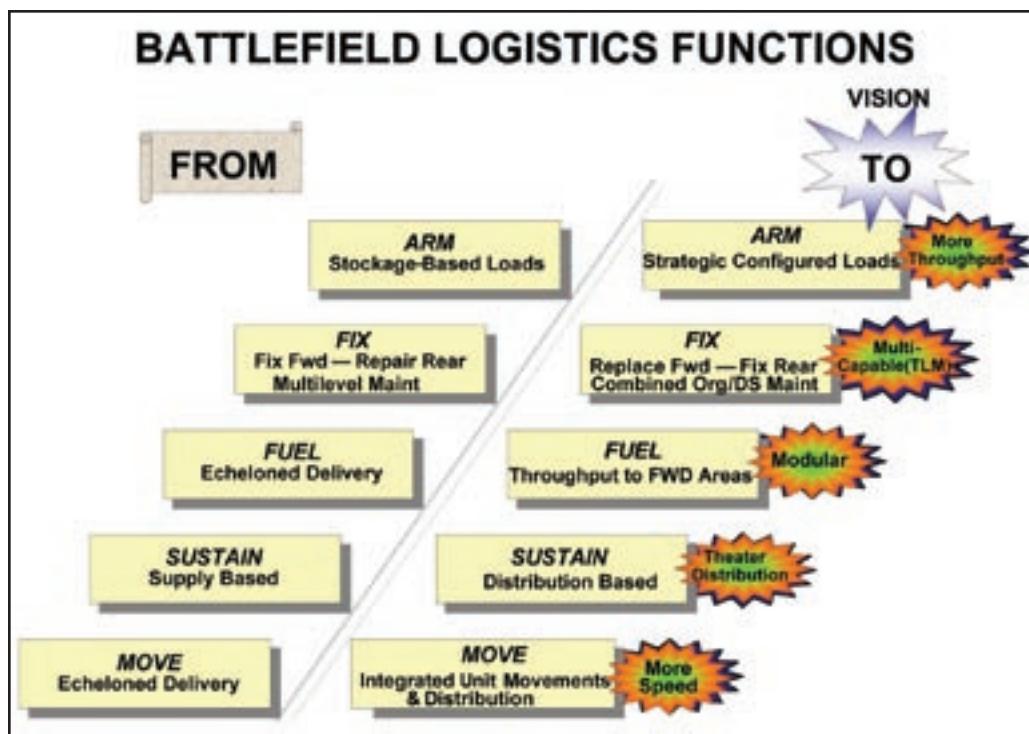 BATTLEFIELD LOGISTICS FUNCTIONS
VISION
FROM
TO
ARM
Stockage-Based Loads
ARM
Strategic Configured Loads
More
Throughput
FIX
Fix Fwd — Repair Rear
Multilevel Maint
FIX
Replace Fwd — Fix Rear
Combined Org/DS Maint
Multi-
Capable(TLM)
FUEL
Echeloned Delivery
FUEL
Throughput to FWD Areas
Modular
SUSTAIN
Supply Based
SUSTAIN
Distribution Based
Theater
Distribution
MOVE
Echeloned Delivery
MOVE
Integrated Unit Movements
& Distribution
More
Speed